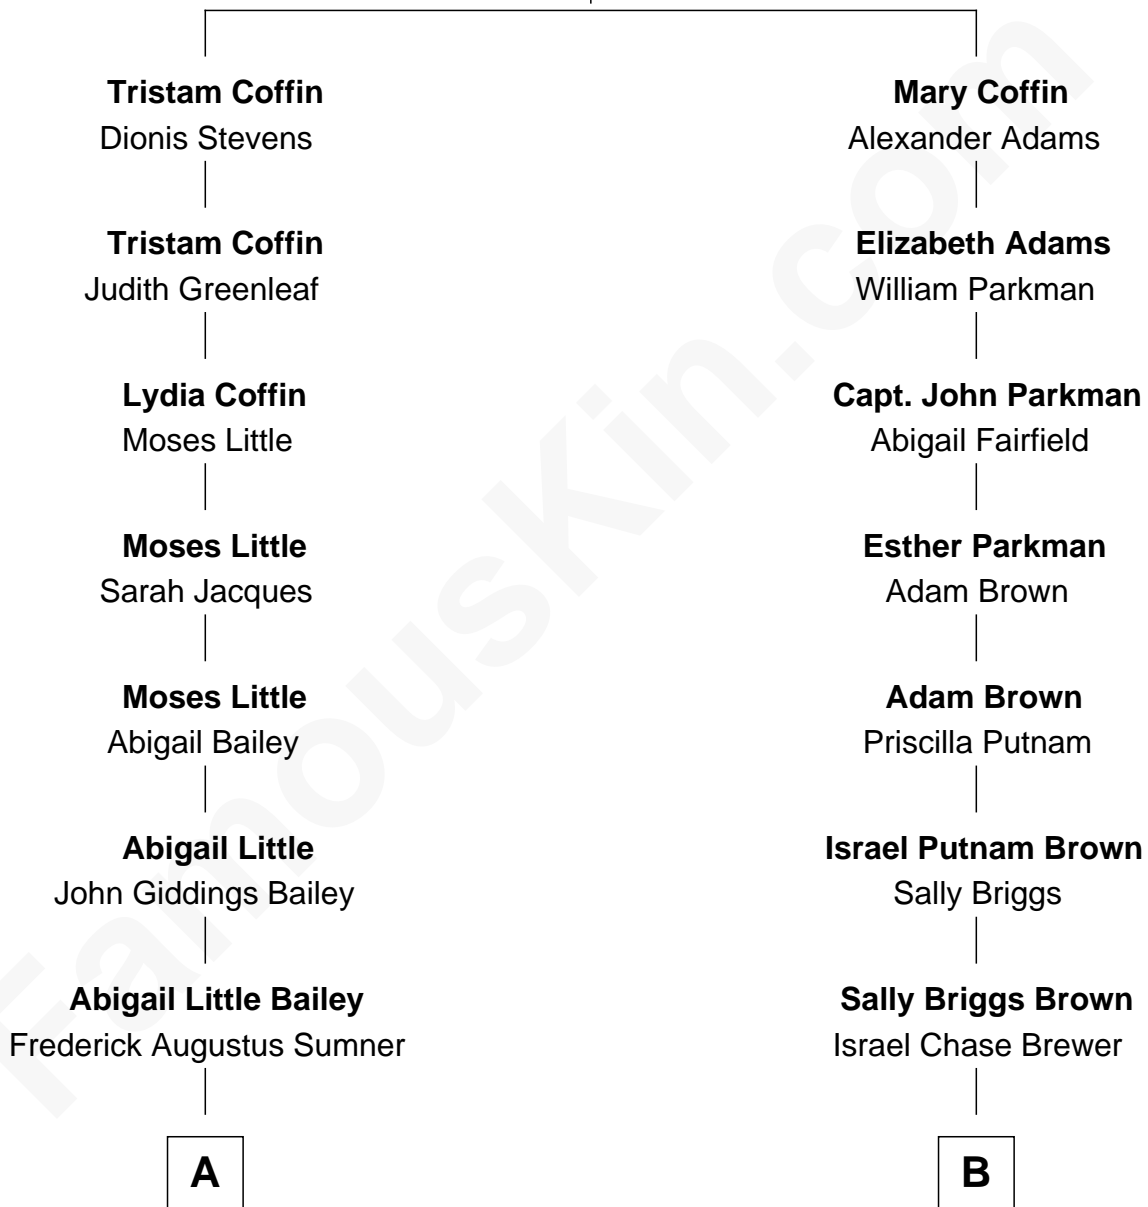 Tristam Coffin
Dionis Stevens
Tristam Coffin
Judith Greenleaf
Lydia Coffin
Moses Little
Moses Little
Sarah Jacques
Moses Little
Abigail Bailey
Abigail Little
John Giddings Bailey
Abigail Little Bailey
Frederick Augustus Sumner
A
Mary Coffin
Alexander Adams
Elizabeth Adams
William Parkman
Capt. John Parkman
Abigail Fairfield
Esther Parkman
Adam Brown
Adam Brown
Priscilla Putnam
Israel Putnam Brown
Sally Briggs
Sally Briggs Brown
Israel Chase Brewer
B
FamousKin.com